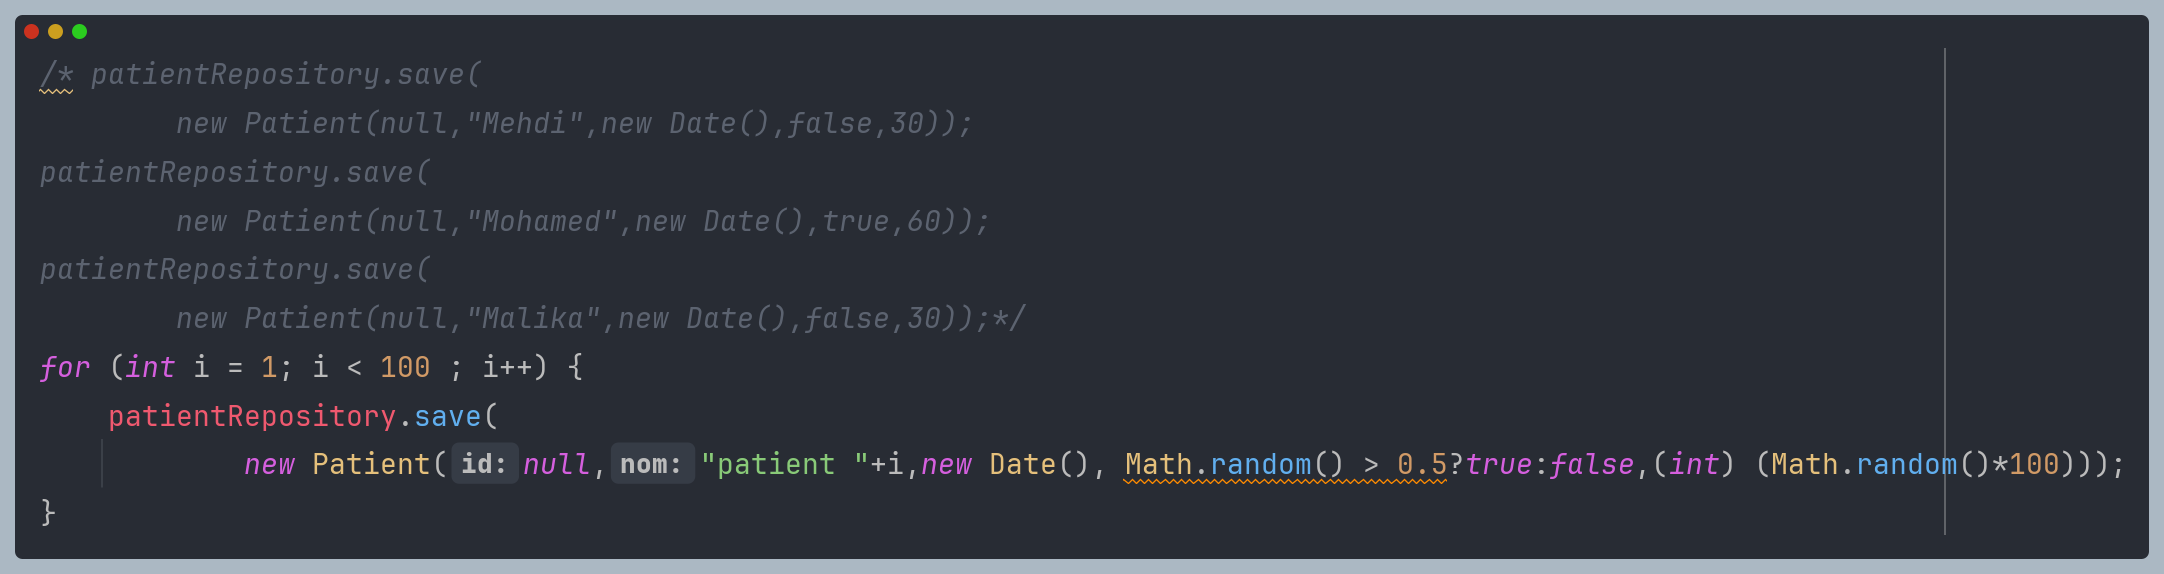 /* patientRepository.save(
        new Patient(null,"Mehdi",new Date(),false,30));
patientRepository.save(
        new Patient(null,"Mohamed",new Date(),true,60));
patientRepository.save(
        new Patient(null,"Malika",new Date(),false,30));*/
for (int i = 1; i < 100 ; i++) {
    patientRepository.save(
            new Patient( id: null, nom: "patient "+i,new Date(), Math.random() > 0.5?true:false,(int) (Math.random()*100)));
}